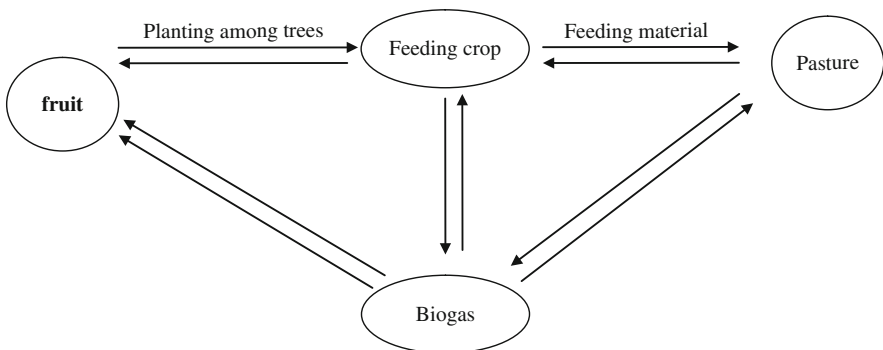 Planting among trees
Feeding crop
Feeding material
Pasture
fruit
Biogas